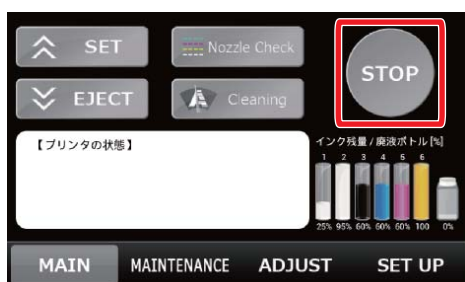 SET
Nozzle Check
STOP
EJECT
Cleaning
【プリンタの状態】
インク残量/廃液ボトル[%]
1 2 3 4 5 6
25% 95% 60% 60% 60% 100 0%
MAIN MAINTENANCE ADJUST SET UP